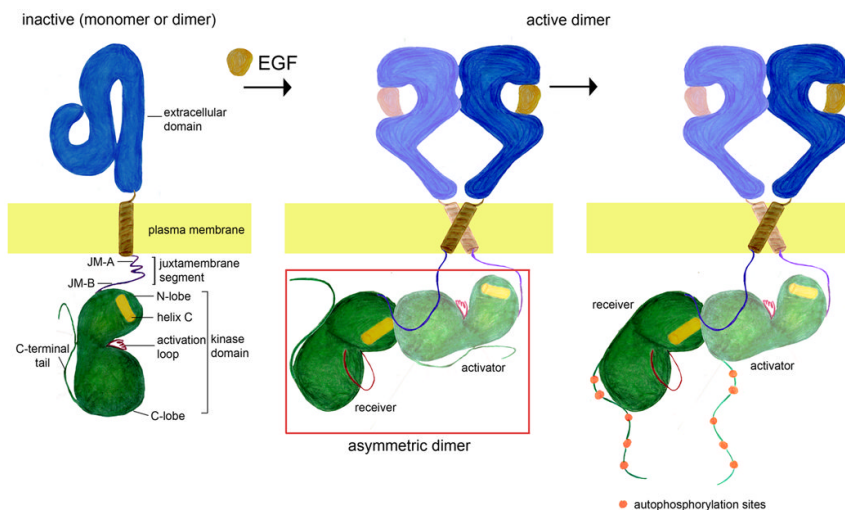 inactive (monomer or dimer)
active dimer
EGF
extracellular
domain
plasma membrane
JM-A
juxtamembrane
segment
JM-B
N-lobe
helix C
activation
loop
kinase
domain
C-terminal
tail
C-lobe
receiver
activator
asymmetric dimer
receiver
activator
autophosphorylation sites